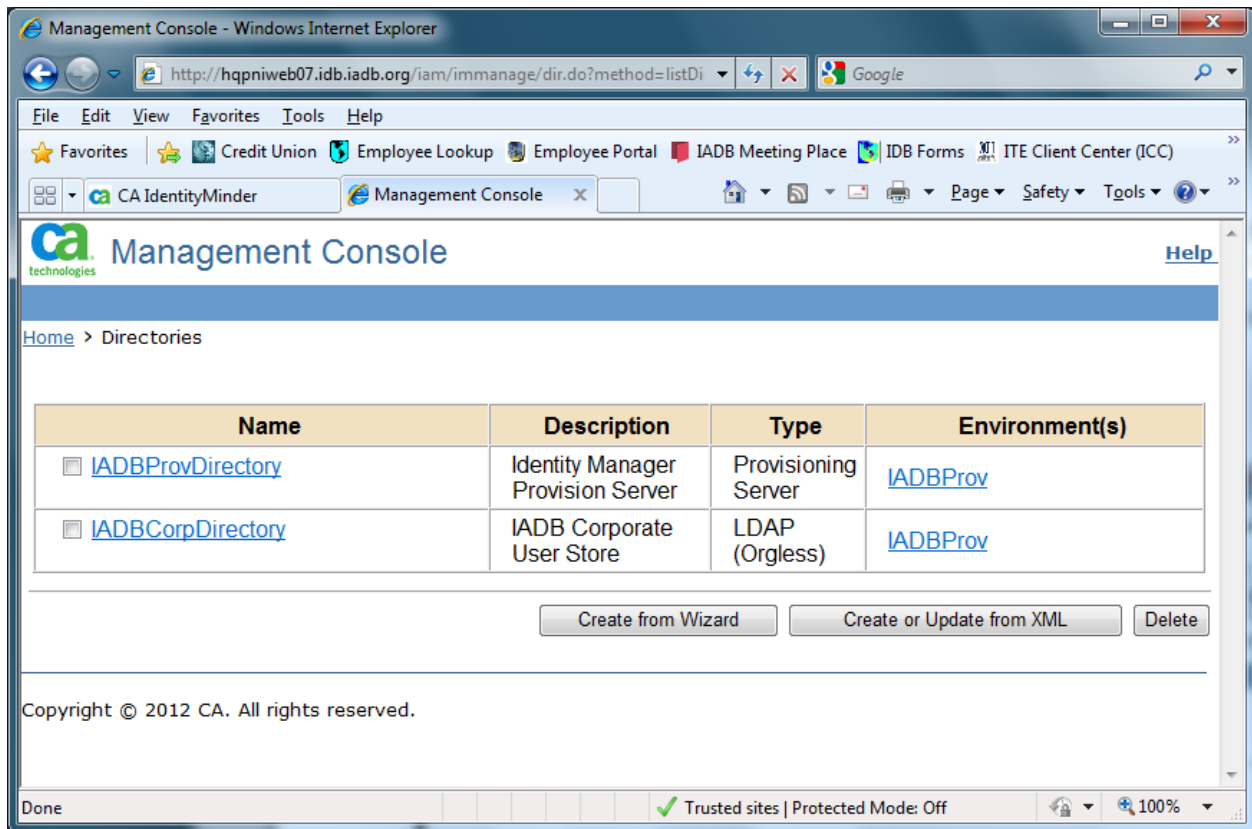 Management Console - Windows Internet Explorer
http://hqpniweb07.idb.iadb.org/iam/immanage/dir.do?method=listDi
Google
File Edit View Favorites Tools Help
Favorites Credit Union Employee Lookup Employee Portal IADB Meeting Place IDB Forms ITE Client Center (ICC) »
CA IdentityMinder Management Console x Page Safety Tools »
ca technologies
Management Console
Help
Home > Directories
Name Description Type Environment(s)
IADBProvDirectory Identity Manager Provision Server Provisioning Server IADBProv
IADBCorpDirectory IADB Corporate User Store LDAP (Orgless) IADBProv
Create from Wizard Create or Update from XML Delete
Copyright © 2012 CA. All rights reserved.
Done Trusted sites | Protected Mode: Off 100%